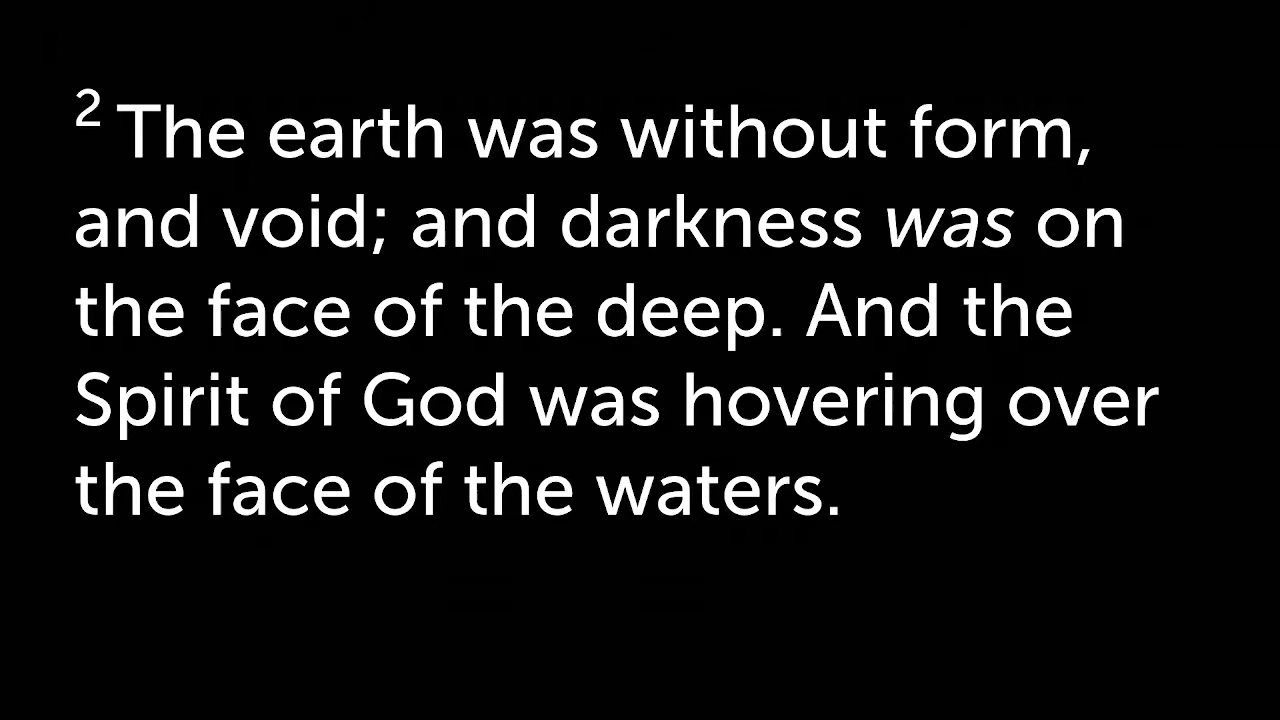 2 The earth was without form,
and void; and darkness was on
the face of the deep. And the
Spirit of God was hovering over
the face of the waters.